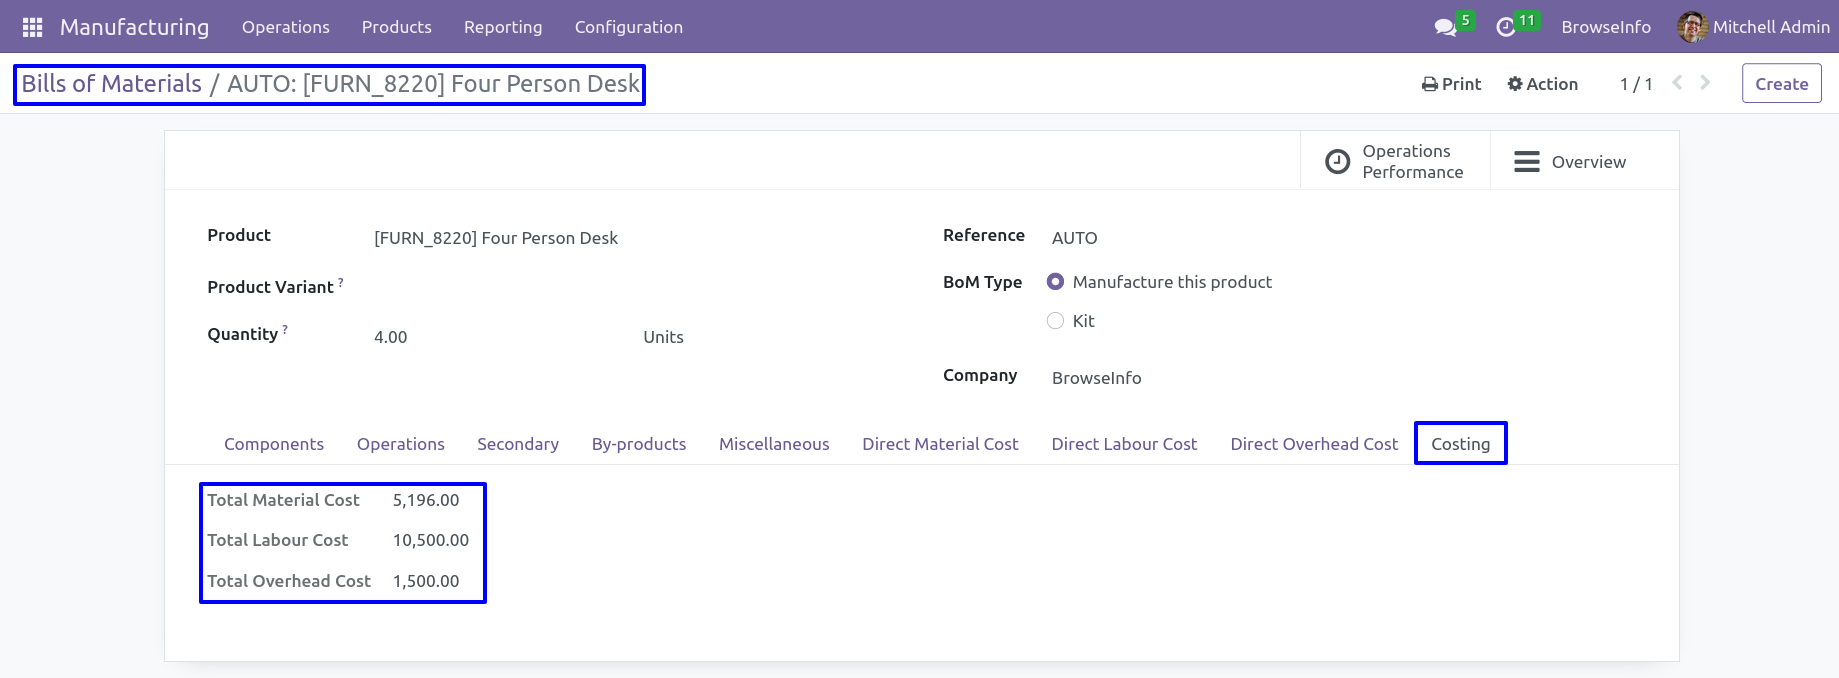 Manufacturing Operations Products Reporting Configuration 5 11 BrowseInfo Mitchell Admin
Bills of Materials / AUTO: [FURN_8220] Four Person Desk Print Action 1 / 1 Create
Operations Performance Overview
Product [FURN_8220] Four Person Desk Reference AUTO
Product Variant ? BoM Type Manufacture this product
Kit
Quantity ? 4.00 Units
Company BrowseInfo
Components Operations Secondary By-products Miscellaneous Direct Material Cost Direct Labour Cost Direct Overhead Cost Costing
Total Material Cost 5,196.00
Total Labour Cost 10,500.00
Total Overhead Cost 1,500.00